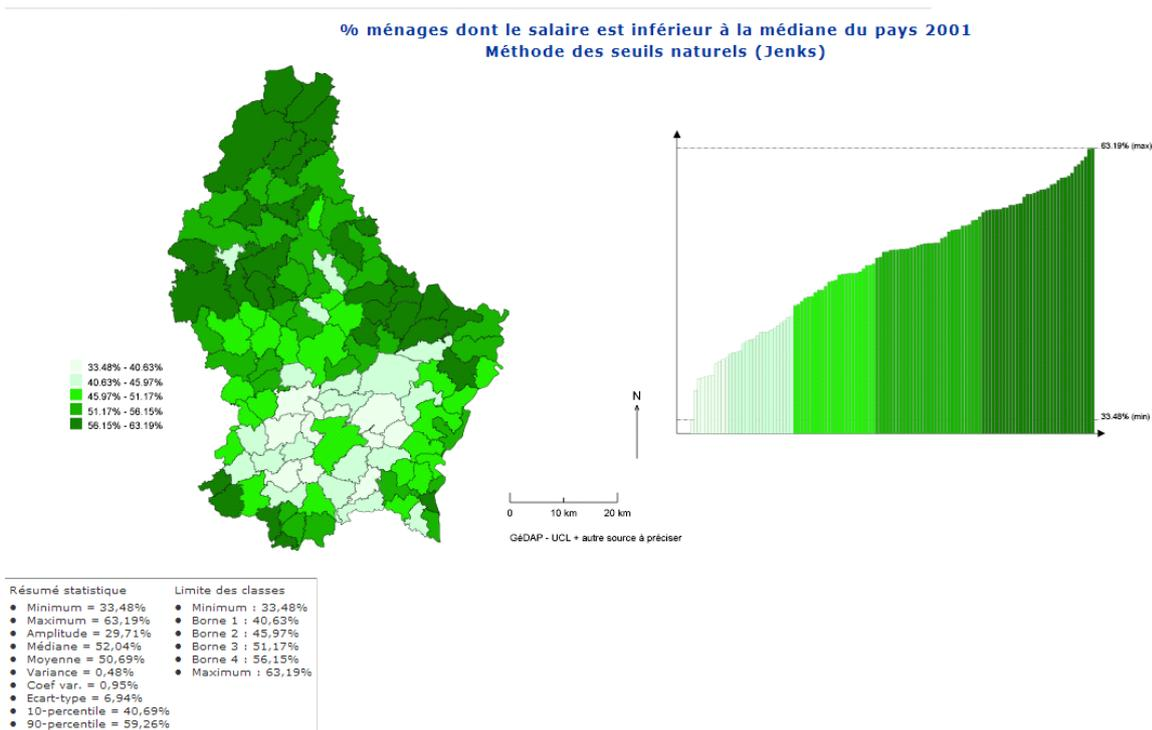 % ménages dont le salaire est inférieur à la médiane du pays 2001
Méthode des seuils naturels (Jenks)
63.19% (max)
33.48% - 40.63%
40.63% - 45.97%
45.97% - 51.17%
51.17% - 56.15%
56.15% - 63.19%
N
33.48% (min)
0 10 km 20 km
GéDAP - UCL + autre source à préciser
Résumé statistique
● Minimum = 33,48%
● Maximum = 63,19%
● Amplitude = 29,71%
● Médiane = 52,04%
● Moyenne = 50,69%
● Variance = 0,48%
● Coef var. = 0,95%
● Ecart-type = 6,94%
● 10-percentile = 40,69%
● 90-percentile = 59,26%
Limite des classes
● Minimum : 33,48%
● Borne 1 : 40,63%
● Borne 2 : 45,97%
● Borne 3 : 51,17%
● Borne 4 : 56,15%
● Maximum : 63,19%